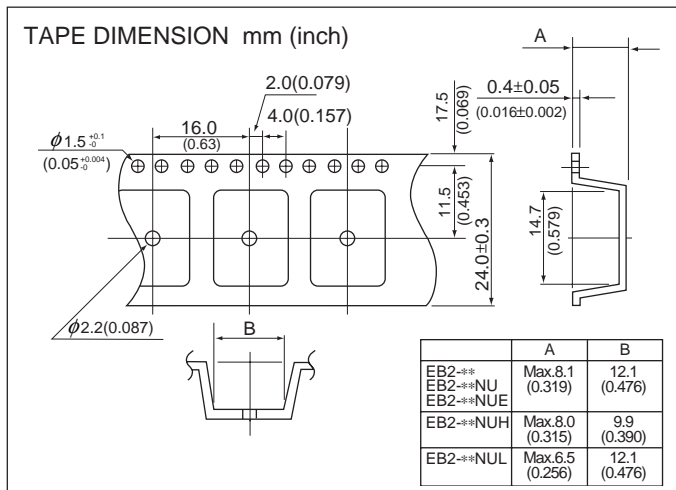 TAPE DIMENSION mm (inch)
A
2.0(0.079)
4.0(0.157)
16.0
(0.63)
17.5
(0.069)
0.4±0.05
(0.016±0.002)
ϕ1.5 +0.1 -0
(0.05 +0.004 -0)
11.5
(0.453)
24.0±0.3
14.7
(0.579)
ϕ2.2(0.087)
B
A B
EB2-** Max.8.1 12.1
EB2-**NU (0.319) (0.476)
EB2-**NUE
EB2-**NUH Max.8.0 9.9
(0.315) (0.390)
EB2-**NUL Max.6.5 12.1
(0.256) (0.476)